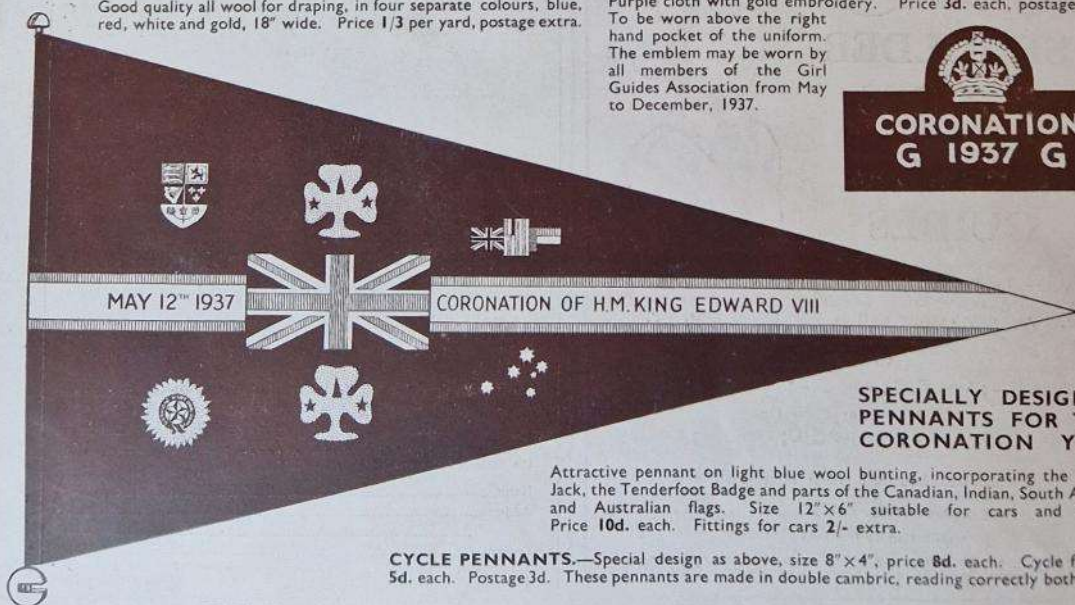 Good quality all wool for draping, in four separate colours, blue,
red, white and gold, 18" wide. Price 1/3 per yard, postage extra.
Purple cloth with gold embroidery. Price 3d. each, postage
To be worn above the right
hand pocket of the uniform.
The emblem may be worn by
all members of the Girl
Guides Association from May
to December, 1937.
CORONATION
G 1937 G
MAY 12TH 1937
CORONATION OF H.M. KING EDWARD VIII
SPECIALLY DESIG
PENNANTS FOR
CORONATION Y
Attractive pennant on light blue wool bunting, incorporating the
Jack, the Tenderfoot Badge and parts of the Canadian, Indian, South A
and Australian flags. Size 12"×6" suitable for cars and
Price 10d. each. Fittings for cars 2/- extra.
CYCLE PENNANTS.—Special design as above, size 8"×4", price 8d. each. Cycle f
5d. each. Postage 3d. These pennants are made in double cambric, reading correctly both